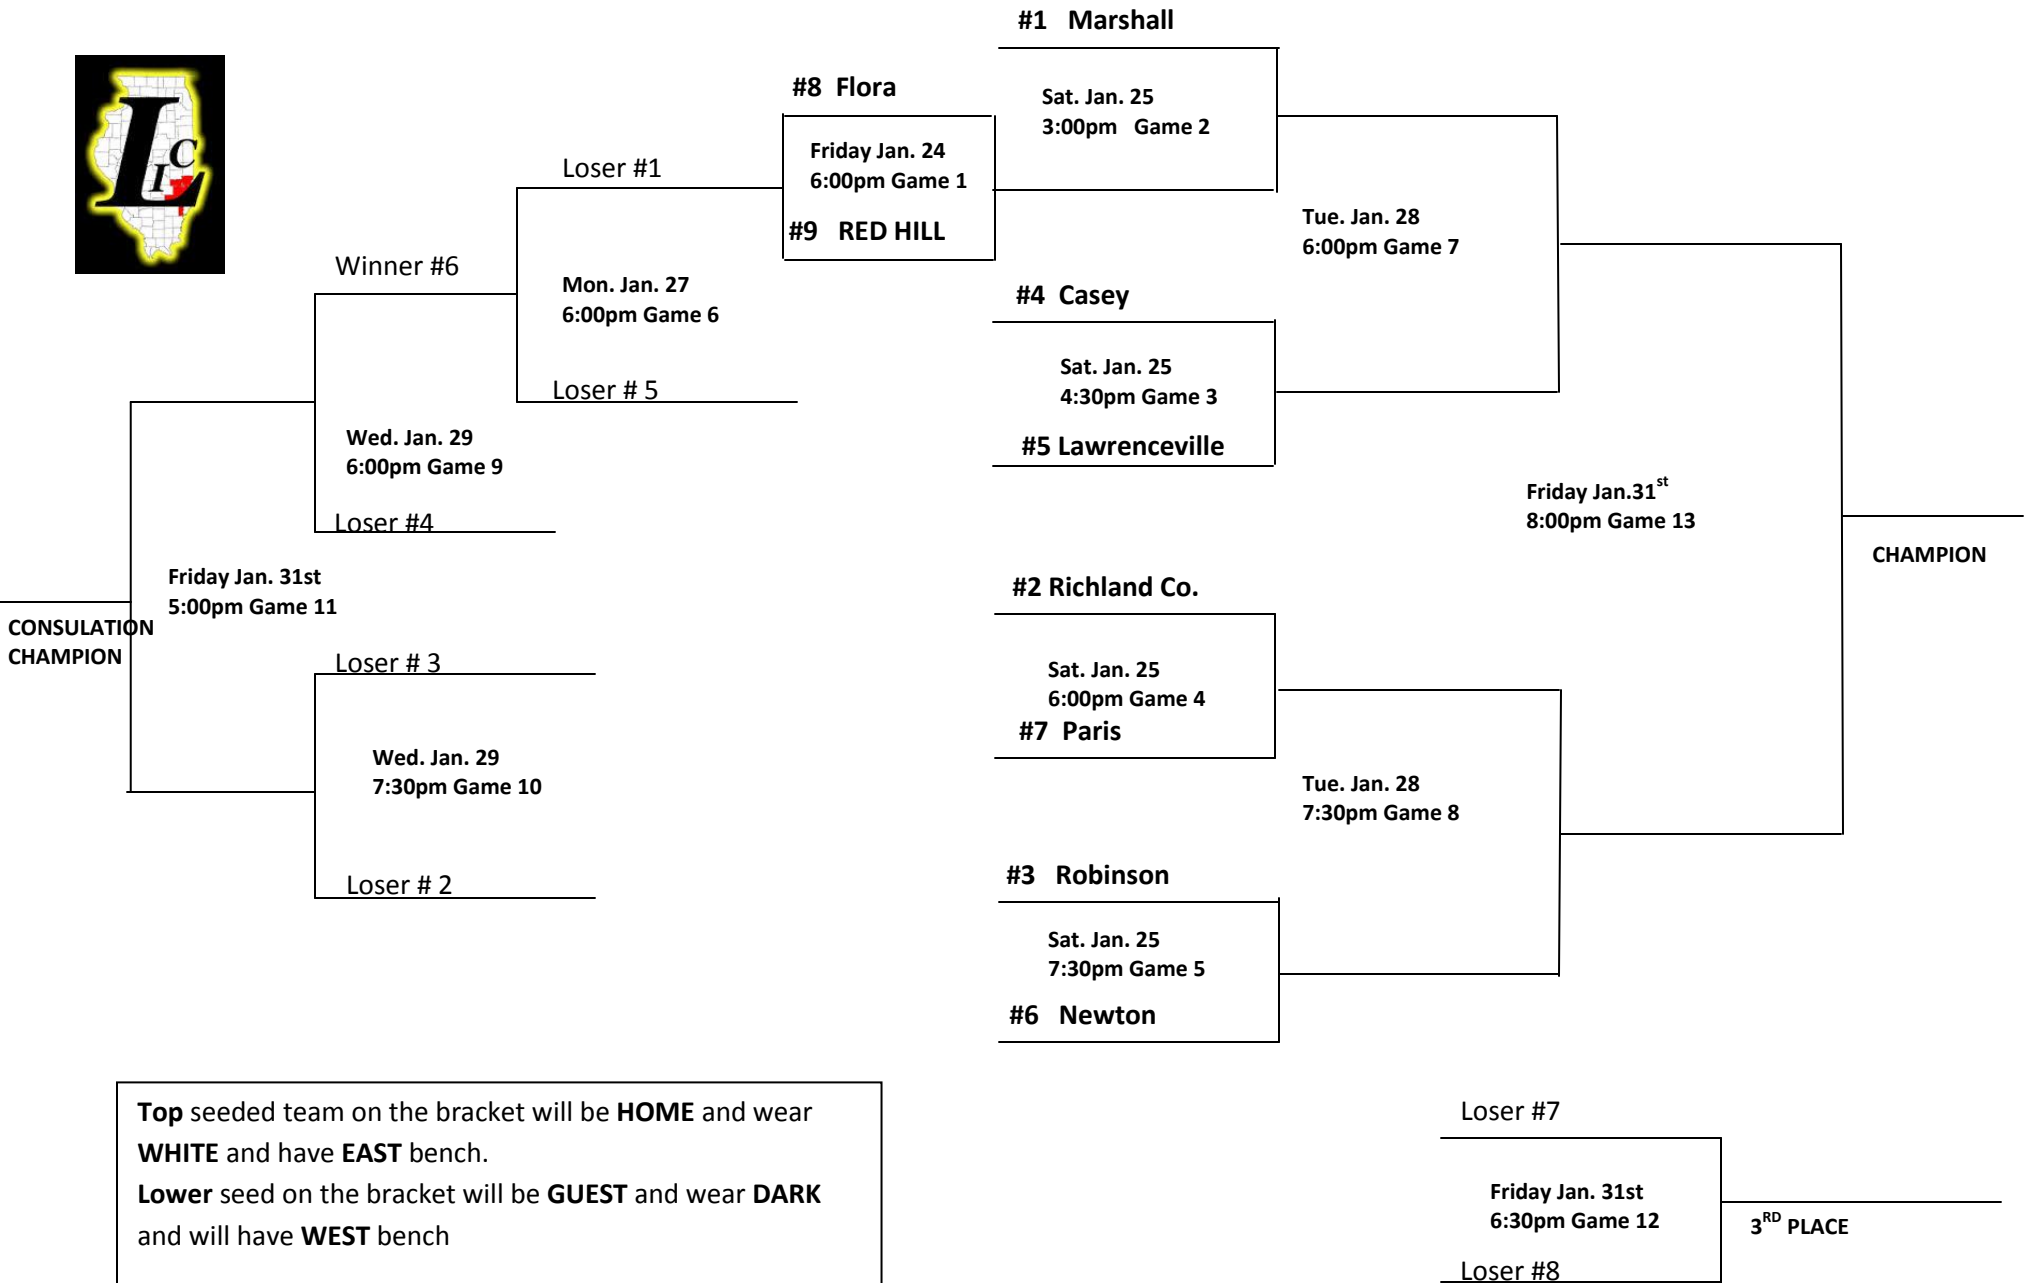 #1 Marshall
#8 Flora
Sat. Jan. 25
3:00pm Game 2
L
I
C
Loser #1
Friday Jan. 24
6:00pm Game 1
#9 RED HILL
Tue. Jan. 28
6:00pm Game 7
Winner #6
Mon. Jan. 27
6:00pm Game 6
#4 Casey
Sat. Jan. 25
4:30pm Game 3
Loser # 5
#5 Lawrenceville
Wed. Jan. 29
6:00pm Game 9
Loser #4
Friday Jan.31st
8:00pm Game 13
CHAMPION
Friday Jan. 31st
5:00pm Game 11
CONSULATION
CHAMPION
#2 Richland Co.
Loser # 3
Sat. Jan. 25
6:00pm Game 4
#7 Paris
Wed. Jan. 29
7:30pm Game 10
Tue. Jan. 28
7:30pm Game 8
Loser # 2
#3 Robinson
Sat. Jan. 25
7:30pm Game 5
#6 Newton
Top seeded team on the bracket will be HOME and wear
WHITE and have EAST bench.
Lower seed on the bracket will be GUEST and wear DARK
and will have WEST bench
Loser #7
Friday Jan. 31st
6:30pm Game 12
3RD PLACE
Loser #8